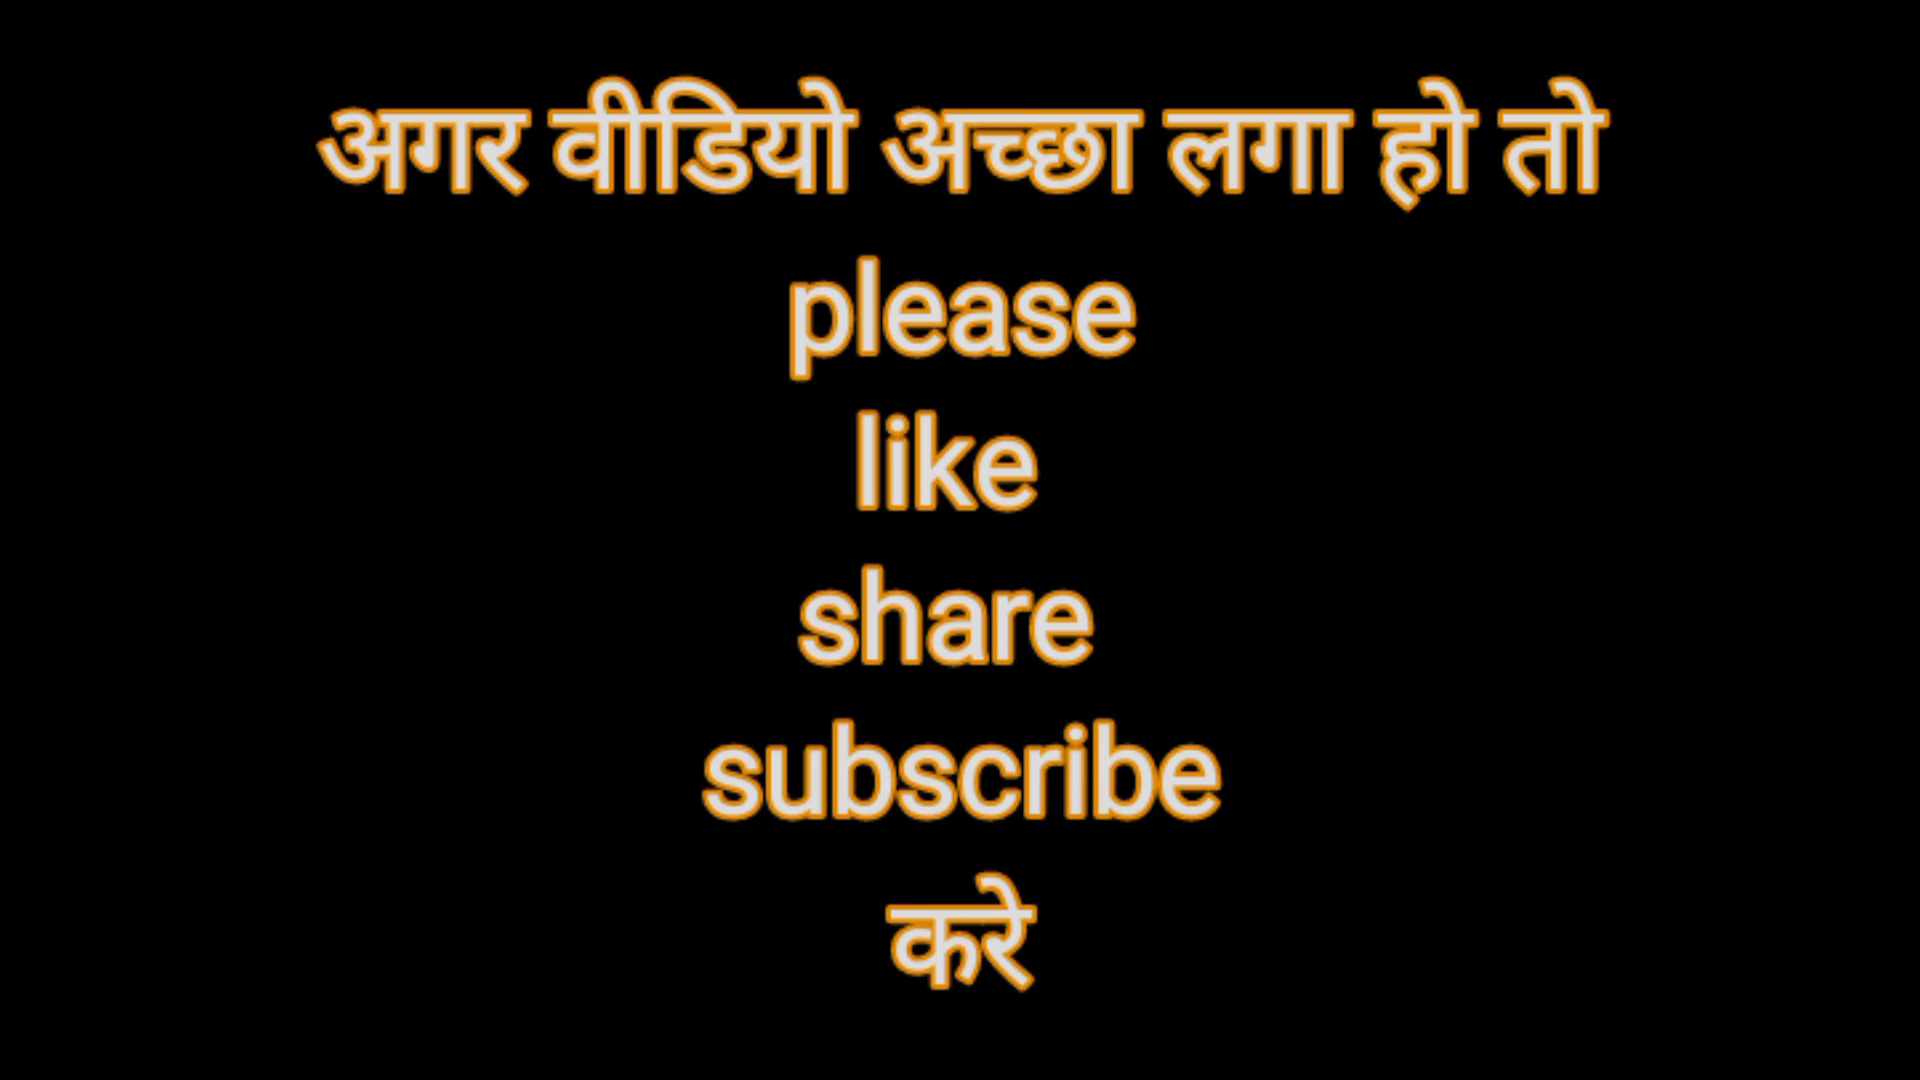 अगर वीडियो अच्छा लगा हो तो
please
like
share
subscribe
करे